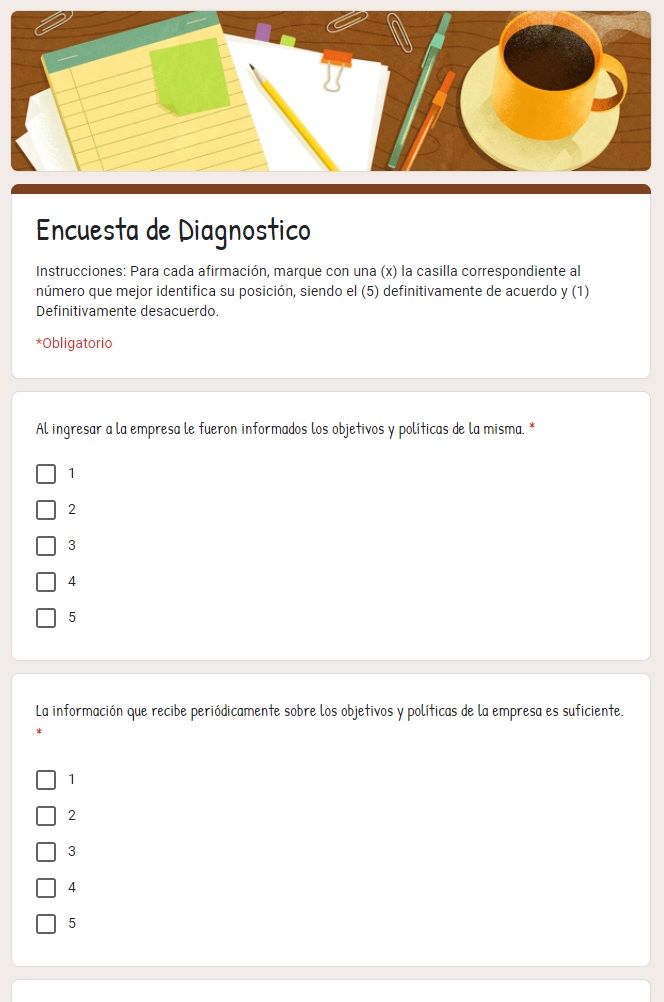 Encuesta de Diagnostico
Instrucciones: Para cada afirmación, marque con una (x) la casilla correspondiente al
número que mejor identifica su posición, siendo el (5) definitivamente de acuerdo y (1)
Definitivamente desacuerdo.
*Obligatorio
Al ingresar a la empresa le fueron informados los objetivos y políticas de la misma. *
1
2
3
4
5
La información que recibe periódicamente sobre los objetivos y políticas de la empresa es suficiente.
*
1
2
3
4
5